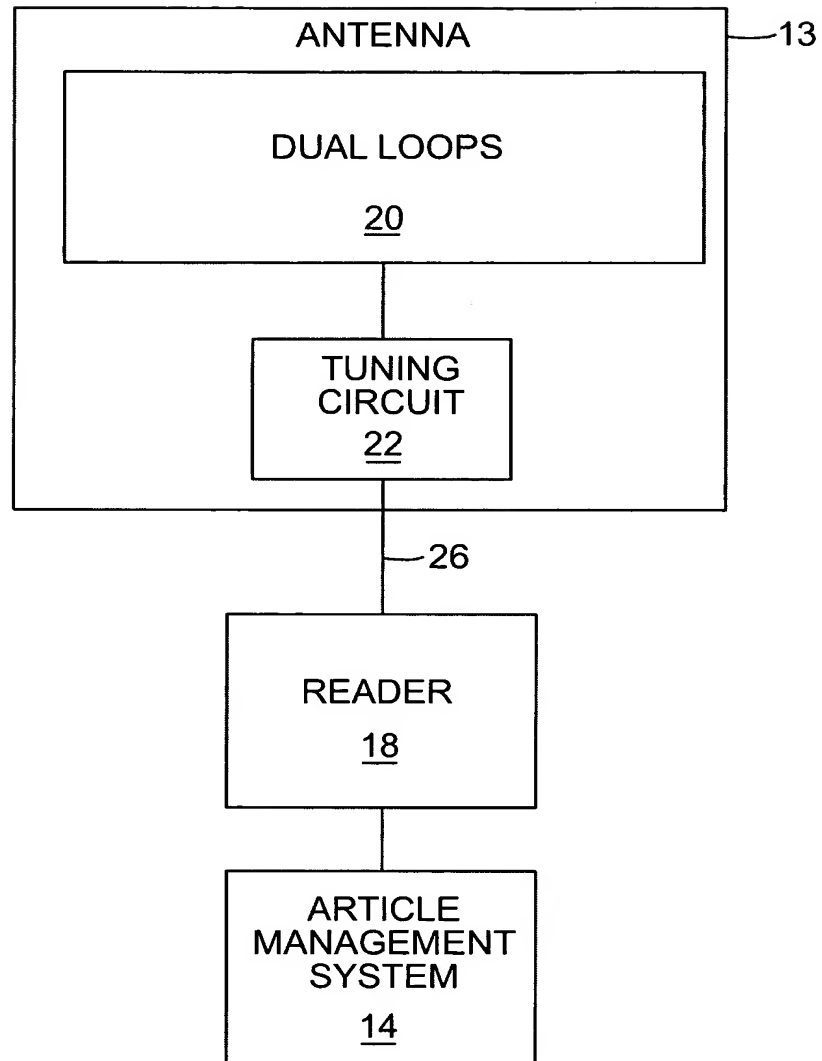 ANTENNA
13
DUAL LOOPS
20
TUNING
CIRCUIT
22
26
READER
18
ARTICLE
MANAGEMENT
SYSTEM
14